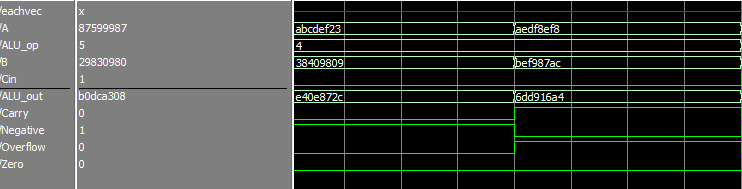 /eachvec x
/A 87599987 abcdef23 aedf8ef8
/ALU_op 5 4
/B 29830980 38409809 bef987ac
/Cin 1
/ALU_out b0dca308 e40e872c 6dd916a4
/Carry 0
/Negative 1
/Overflow 0
/Zero 0